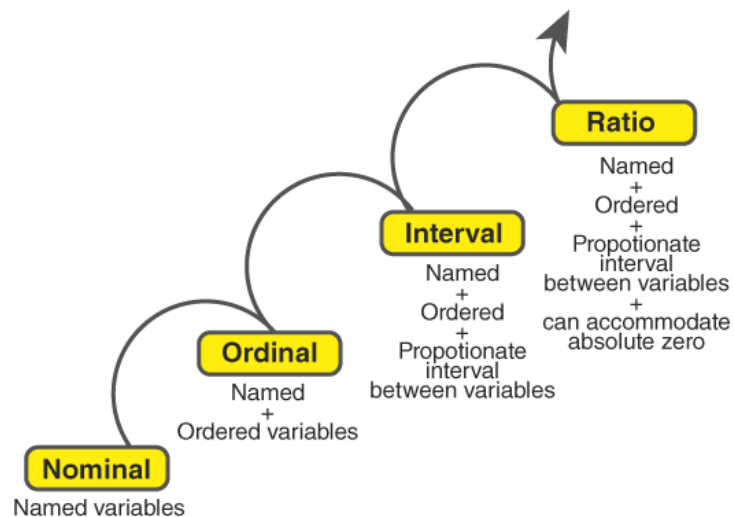 Ratio
Named
+
Ordered
+
Propotionate
interval
between variables
+
can accommodate
absolute zero
Interval
Named
+
Ordered
+
Propotionate
interval
between variables
Ordinal
Named
+
Ordered variables
Nominal
Named variables